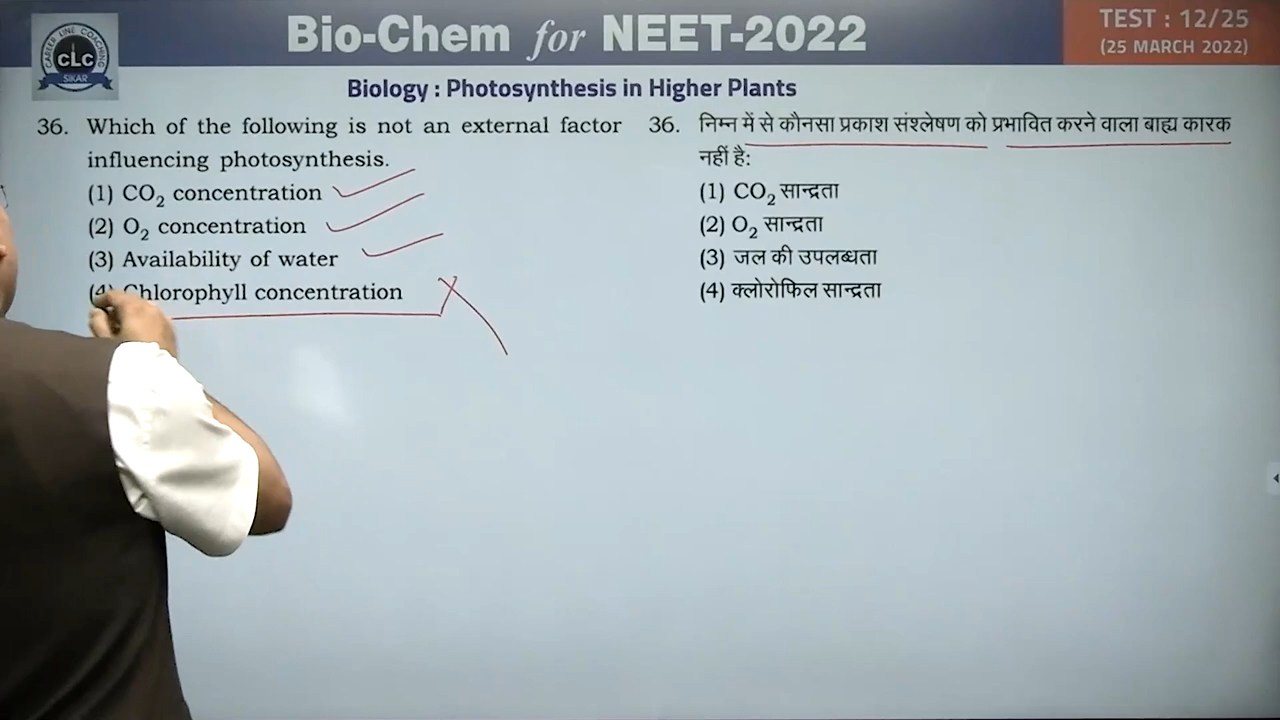 Bio-Chem for NEET-2022
TEST : 12/25
(25 MARCH 2022)
CAREER LINE COACHING
CLC
SIKAR
Biology : Photosynthesis in Higher Plants
36. Which of the following is not an external factor
influencing photosynthesis.
(1) CO₂ concentration
(2) O₂ concentration
(3) Availability of water
(4) Chlorophyll concentration
36. निम्न में से कौनसा प्रकाश संश्लेषण को प्रभावित करने वाला बाह्य कारक
नहीं है:
(1) CO₂ सान्द्रता
(2) O₂ सान्द्रता
(3) जल की उपलब्धता
(4) क्लोरोफिल सान्द्रता